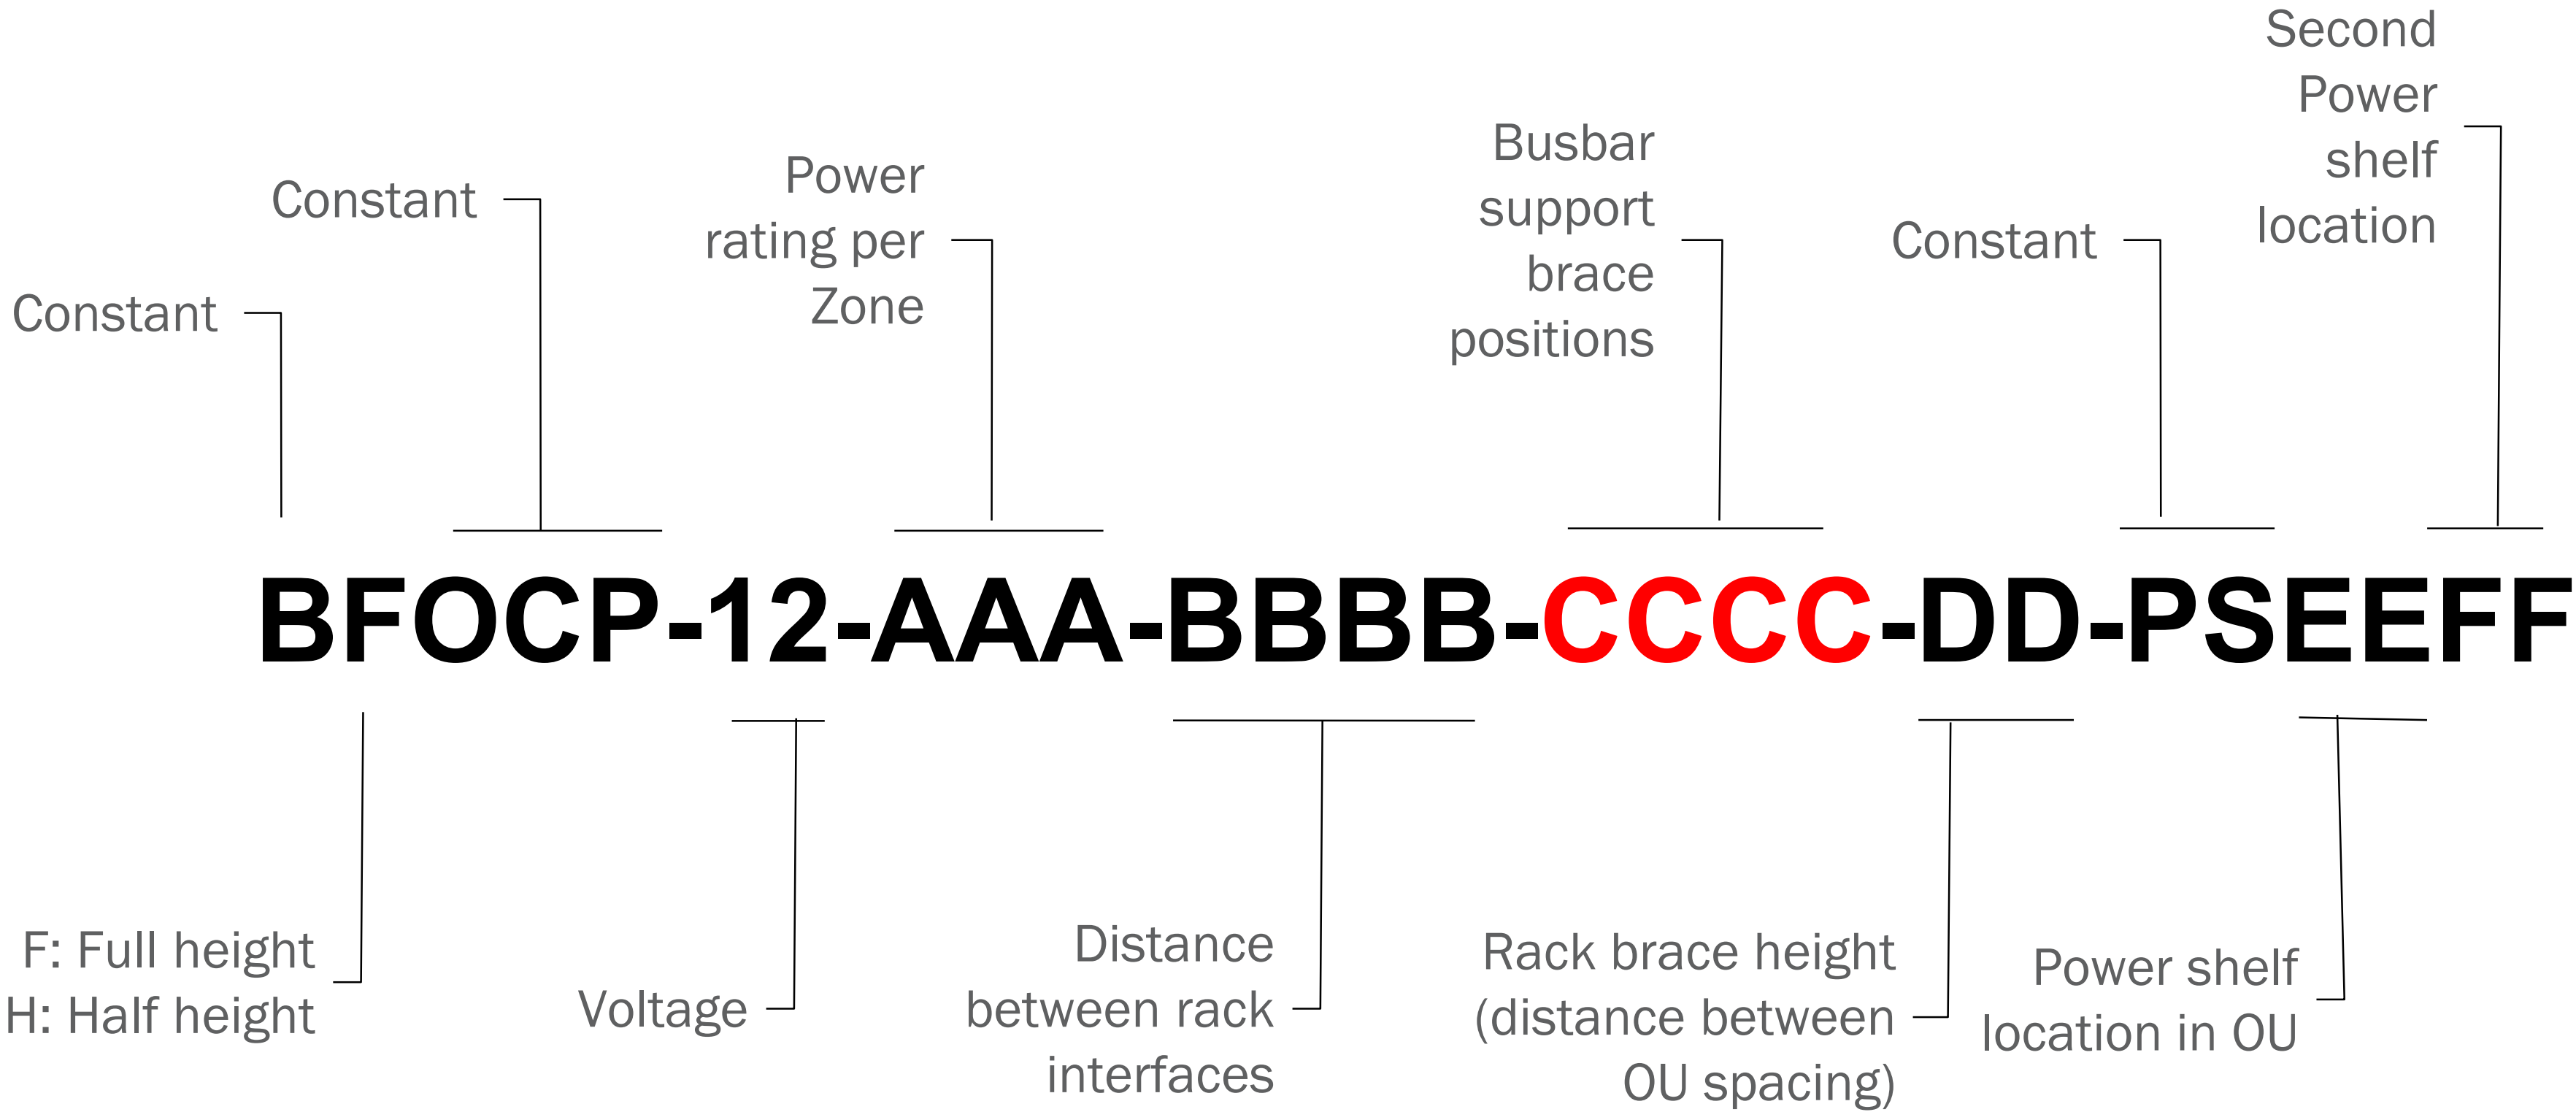 Second
Power
shelf
location
Busbar
support
brace
positions
Power
rating per
Zone
Constant
Constant
Constant
BFOCP-12-AAA-BBBB-CCCC-DD-PSEEFF
F: Full height
H: Half height
Voltage
Distance
between rack
interfaces
Rack brace height
(distance between
OU spacing)
Power shelf
location in OU